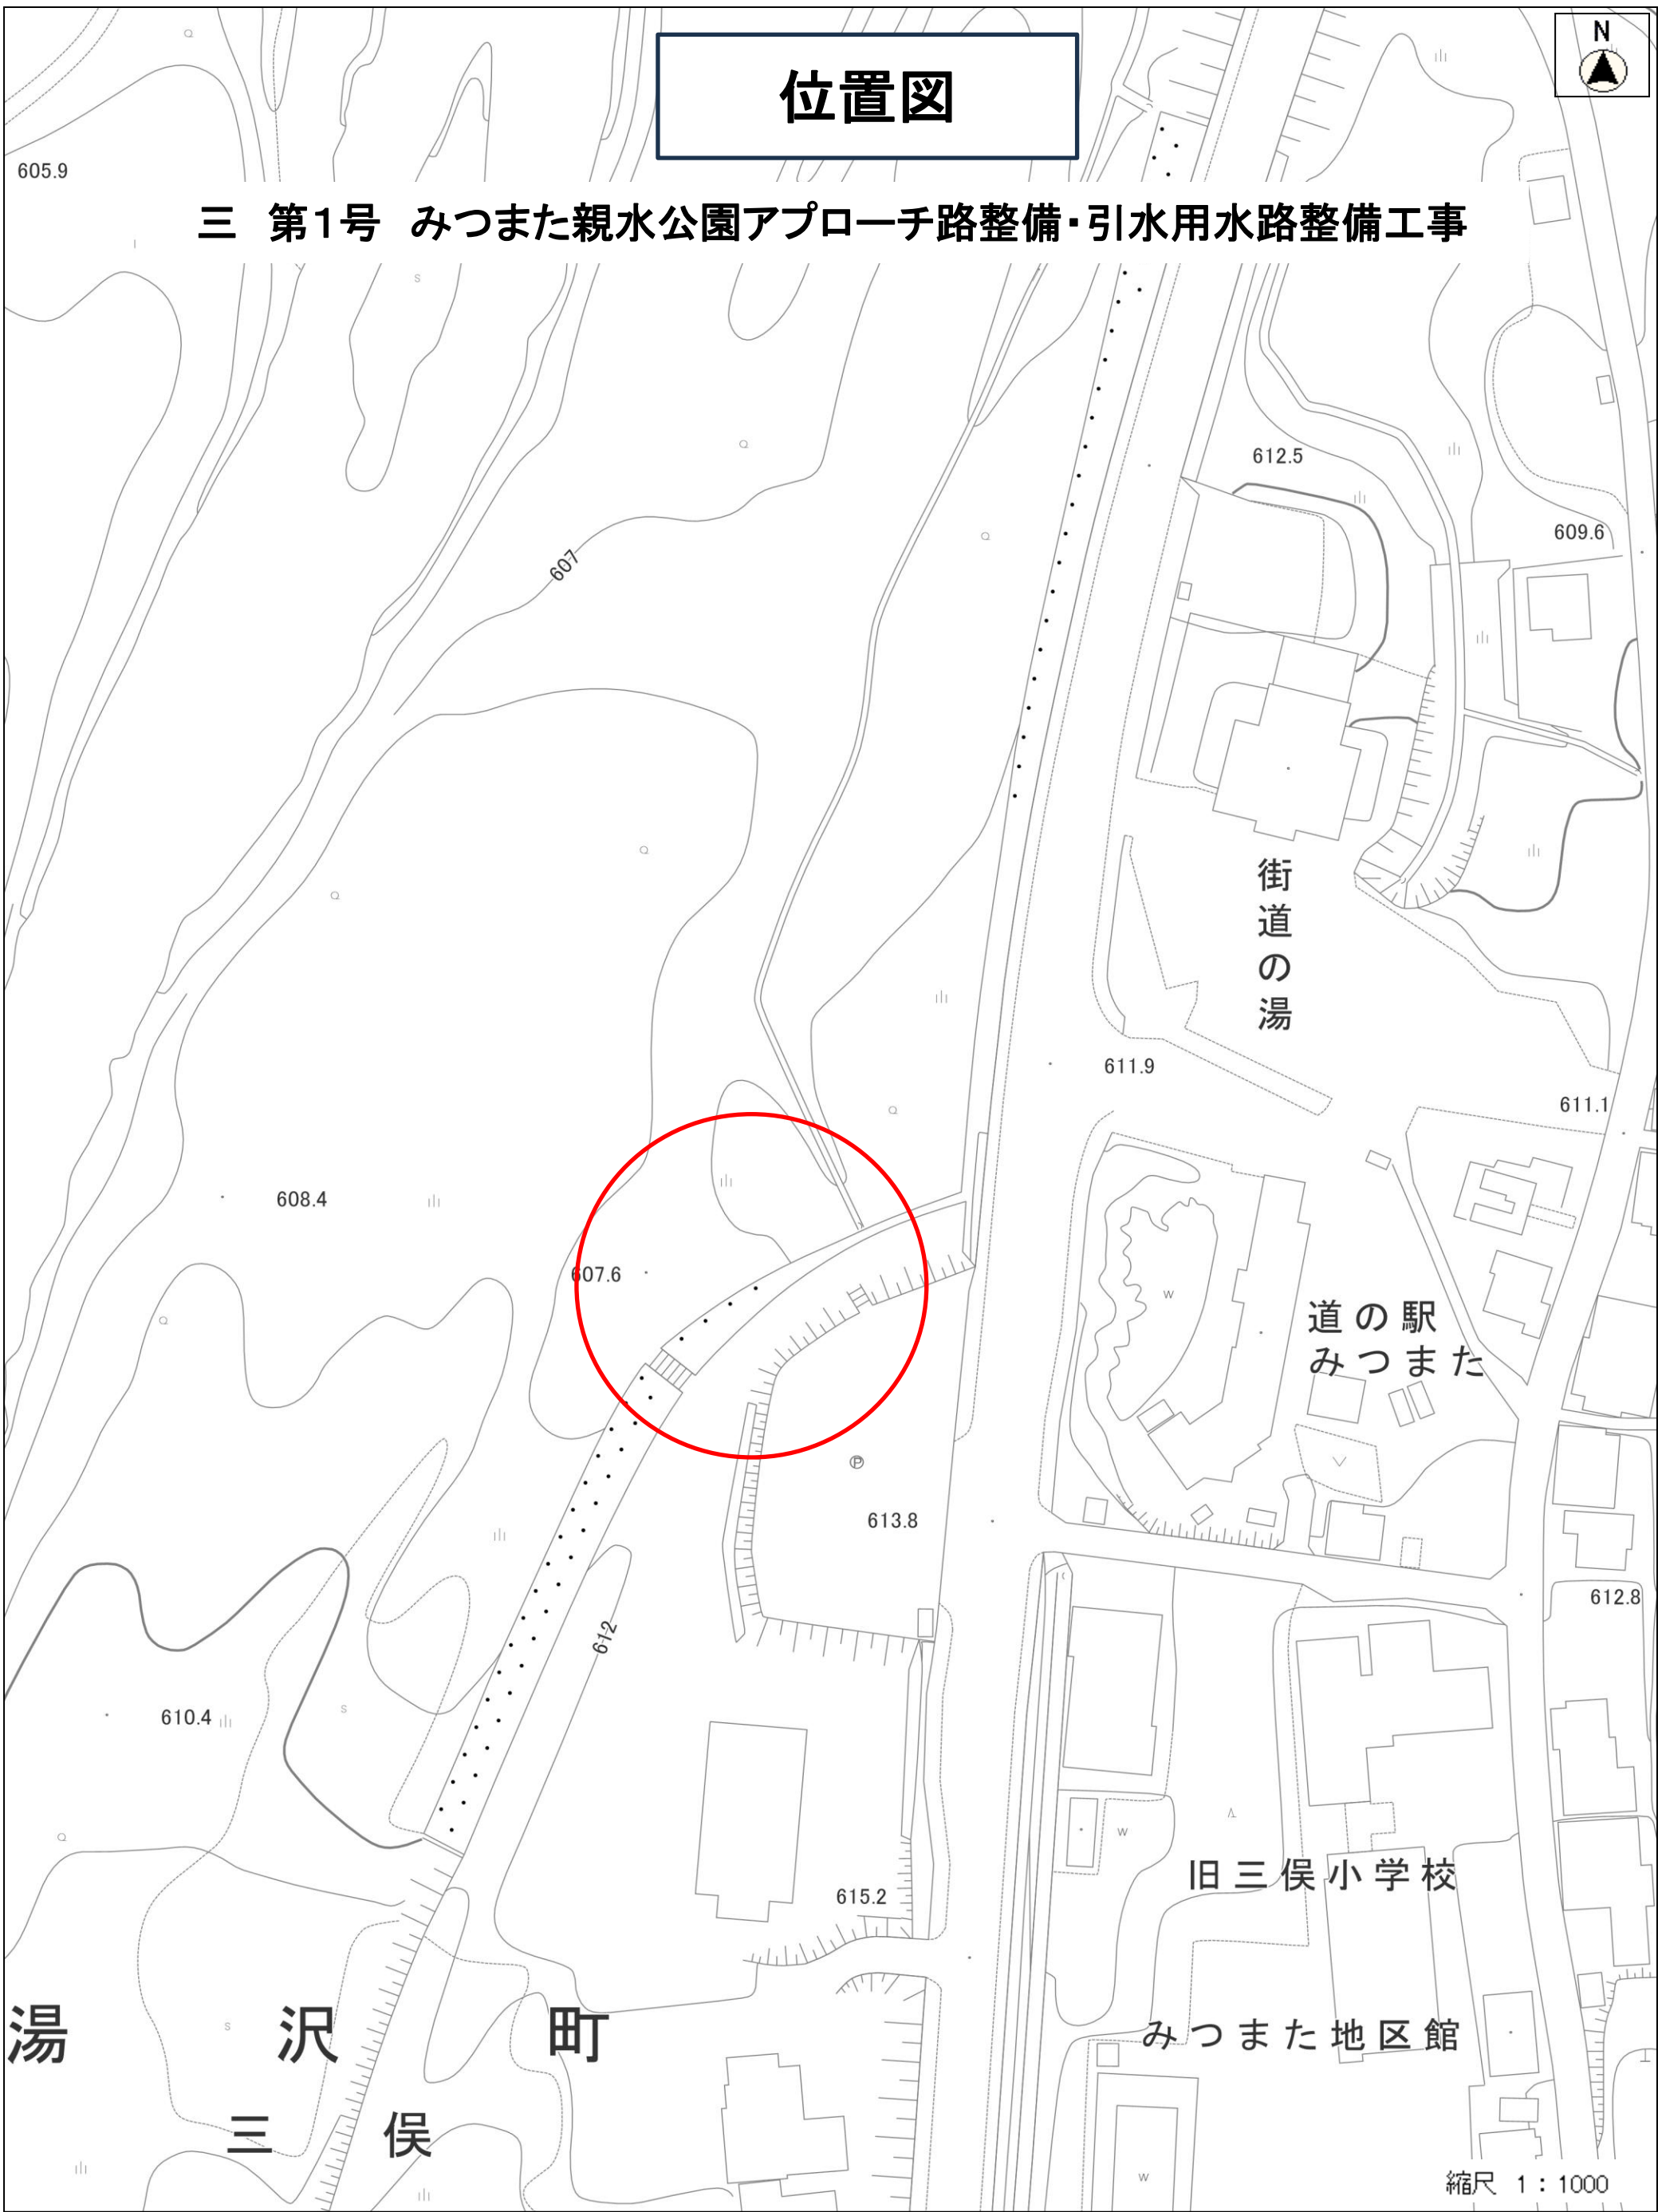 位置図
N
605.9
三 第1号 みつまた親水公園アプローチ路整備・引水用水路整備工事
612.5
609.6
607
街道の湯
611.9
611.1
608.4
607.6
道の駅
みつまた
P
613.8
612.8
612
610.4
615.2
旧三俣小学校
湯沢町
みつまた地区館
三俣
縮尺 1：1000